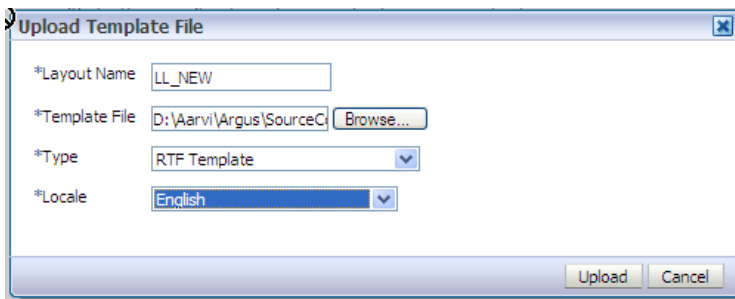 Upload Template File
*Layout Name LL_NEW
*Template File D:\Aarvi\Argus\SourceC Browse...
*Type RTF Template
*Locale English
Upload Cancel